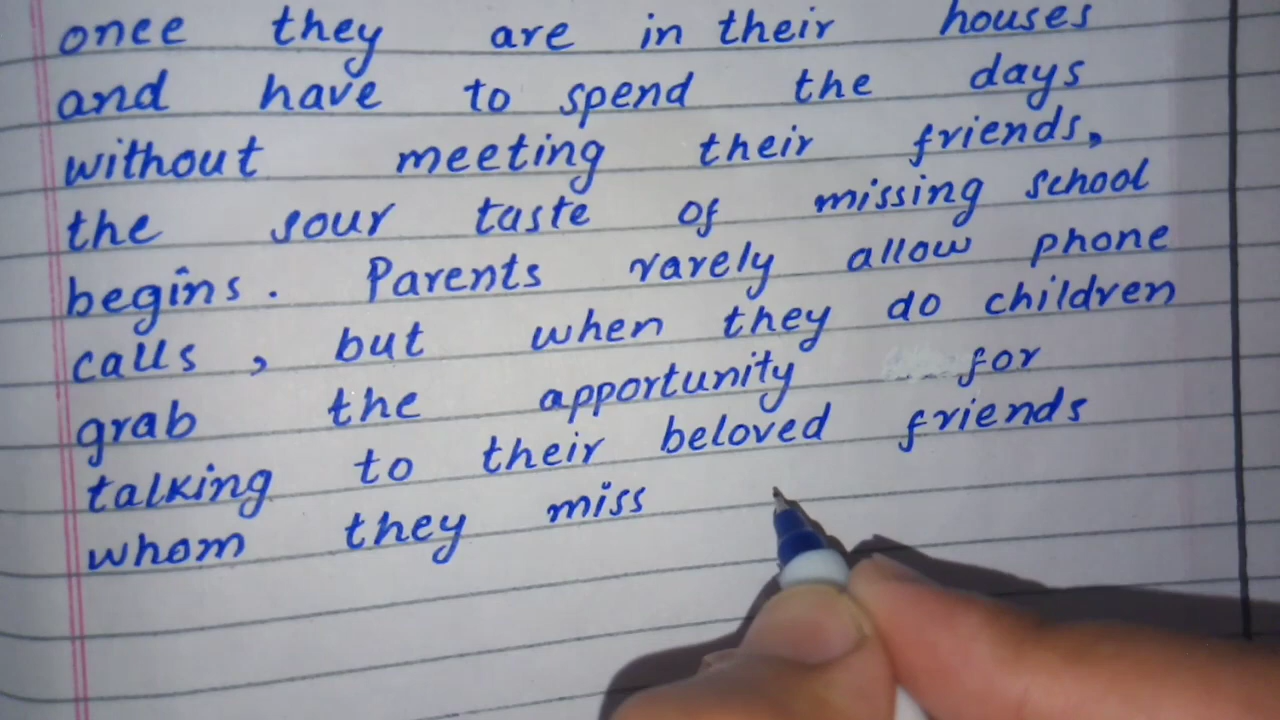 once they are in their houses
and have to spend the days
without meeting their friends,
the sour taste of missing school
begins. Parents rarely allow phone
calls, but when they do children
grab the apportunity for
talking to their beloved friends
whom they miss